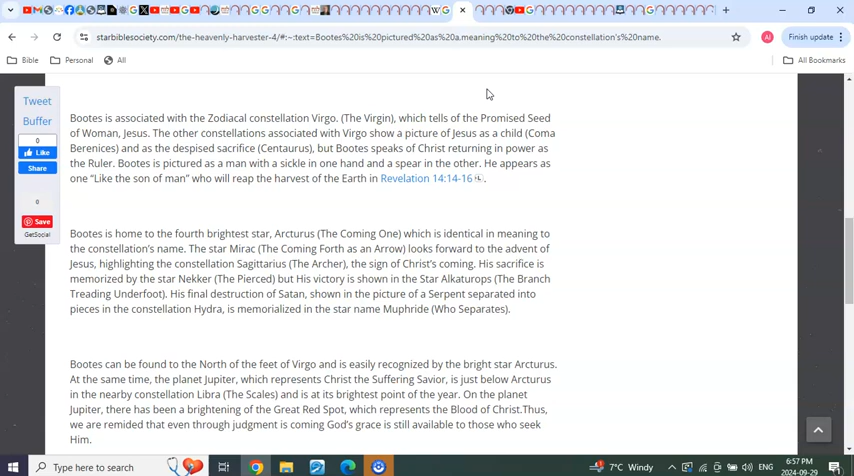 starbiblesociety.com/the-heavenly-harvester-4/#:~:text=Bootes%20is%20pictured%20as%20a.meaning%20to%20the%20constellation's%20name.
AI
Finish update
Bible
Personal
All
All Bookmarks
Tweet
Buffer
0
Like
Share
0
Save
GetSocial
Bootes is associated with the Zodiacal constellation Virgo. (The Virgin), which tells of the Promised Seed
of Woman, Jesus. The other constellations associated with Virgo show a picture of Jesus as a child (Coma
Berenices) and as the despised sacrifice (Centaurus), but Bootes speaks of Christ returning in power as
the Ruler. Bootes is pictured as a man with a sickle in one hand and a spear in the other. He appears as
one “Like the son of man” who will reap the harvest of the Earth in Revelation 14:14-16 .
Bootes is home to the fourth brightest star, Arcturus (The Coming One) which is identical in meaning to
the constellation's name. The star Mirac (The Coming Forth as an Arrow) looks forward to the advent of
Jesus, highlighting the constellation Sagittarius (The Archer), the sign of Christ's coming. His sacrifice is
memorized by the star Nekker (The Pierced) but His victory is shown in the Star Alkaturops (The Branch
Treading Underfoot). His final destruction of Satan, shown in the picture of a Serpent separated into
pieces in the constellation Hydra, is memorialized in the star name Muphride (Who Separates).
Bootes can be found to the North of the feet of Virgo and is easily recognized by the bright star Arcturus.
At the same time, the planet Jupiter, which represents Christ the Suffering Savior, is just below Arcturus
in the nearby constellation Libra (The Scales) and is at its brightest point of the year. On the planet
Jupiter, there has been a brightening of the Great Red Spot, which represents the Blood of Christ.Thus,
we are remided that even through judgment is coming God's grace is still available to those who seek
Him.
Type here to search
7°C Windy
ENG
6:57 PM
2024-09-29